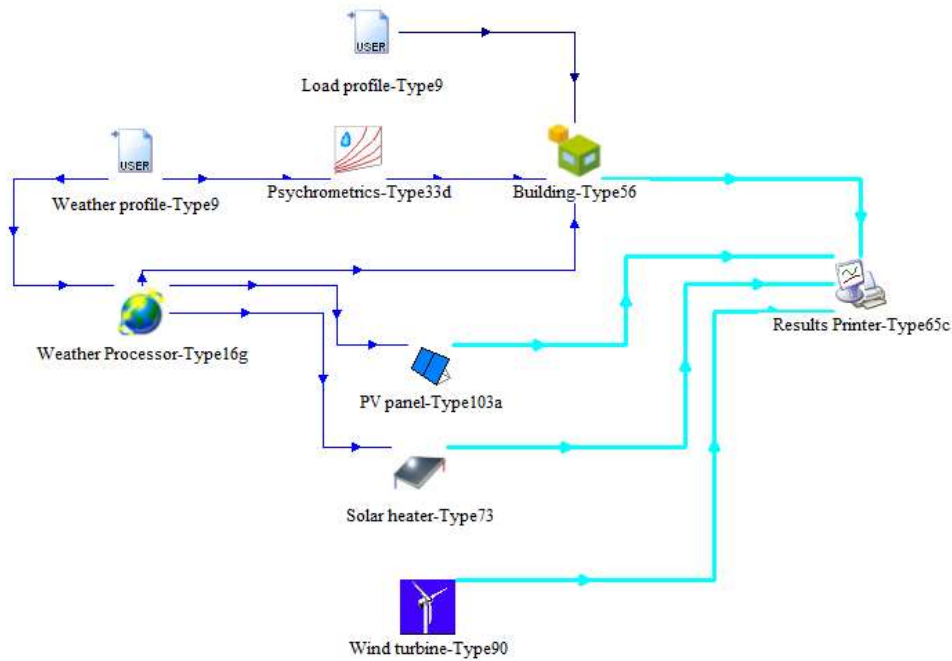 USER
Load profile-Type9
USER
Weather profile-Type9
Psychrometrics-Type33d
Building-Type56
Weather Processor-Type16g
Results Printer-Type65c
PV panel-Type103a
Solar heater-Type73
Wind turbine-Type90